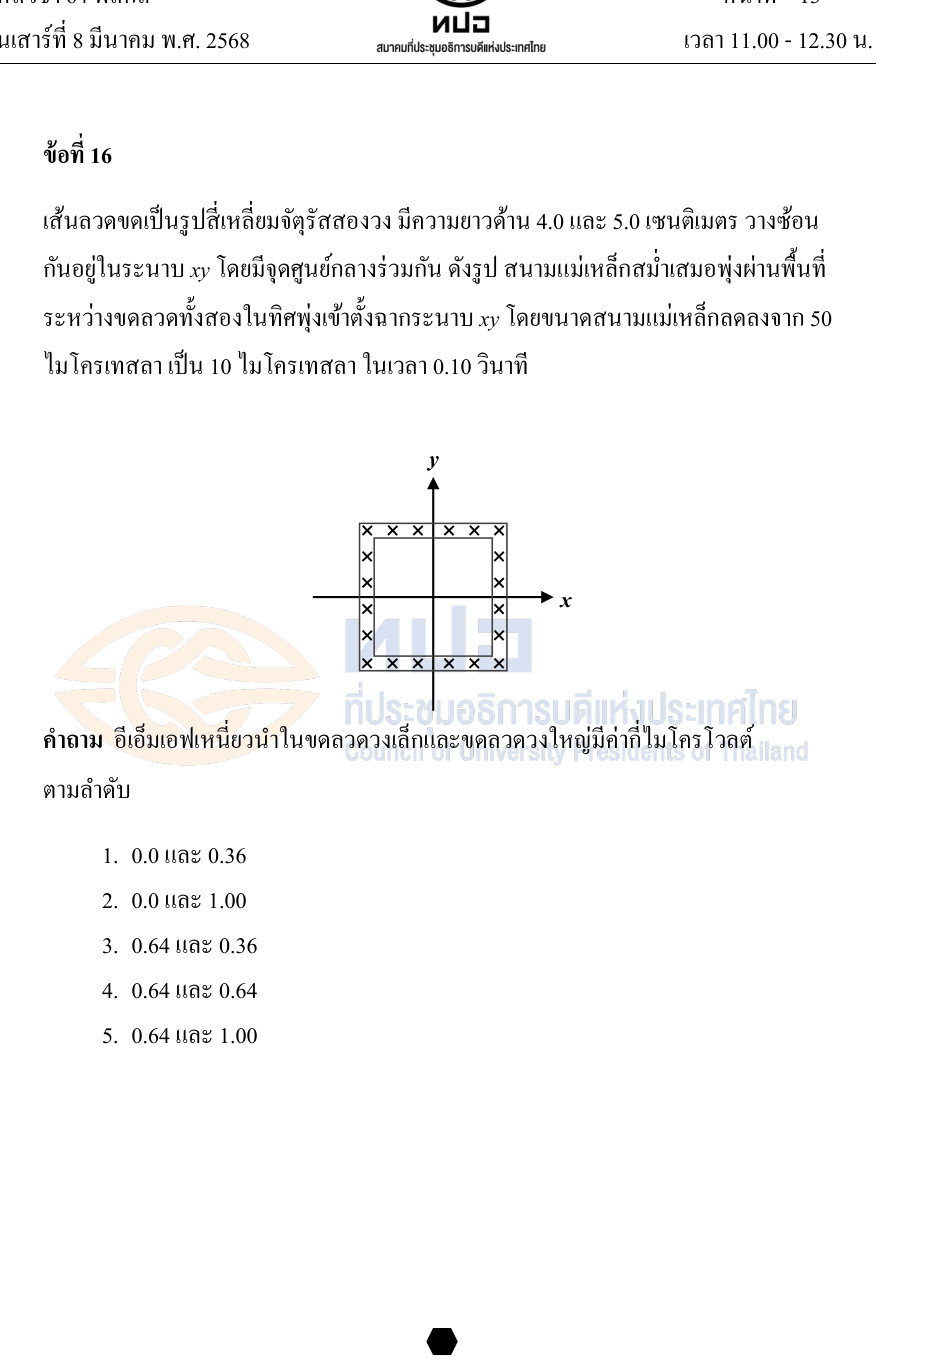 นเสาร์ที่ 8 มีนาคม พ.ศ. 2568
ทปอ
สมาคมที่ประชุมอธิการบดีแห่งประเทศไทย
เวลา 11.00 - 12.30 น.
ข้อที่ 16
เส้นลวดขดเป็นรูปสี่เหลี่ยมจัตุรัสสองวง มีความยาวด้าน 4.0 และ 5.0 เซนติเมตร วางซ้อน
กันอยู่ในระนาบ xy โดยมีจุดศูนย์กลางร่วมกัน ดังรูป สนามแม่เหล็กสม่ำเสมอพุ่งผ่านพื้นที่
ระหว่างขดลวดทั้งสองในทิศพุ่งเข้าตั้งฉากระนาบ xy โดยขนาดสนามแม่เหล็กลดลงจาก 50
ไมโครเทสลา เป็น 10 ไมโครเทสลา ในเวลา 0.10 วินาที
y
x
ทปอ
ที่ประชุมอธิการบดีแห่งประเทศไทย
Council of University Presidents of Thailand
คำถาม อีเอ็มเอฟเหนี่ยวนำในขดลวดวงเล็กและขดลวดวงใหญ่มีค่ากี่ไมโครโวลต์
ตามลำดับ
1. 0.0 และ 0.36
2. 0.0 และ 1.00
3. 0.64 และ 0.36
4. 0.64 และ 0.64
5. 0.64 และ 1.00